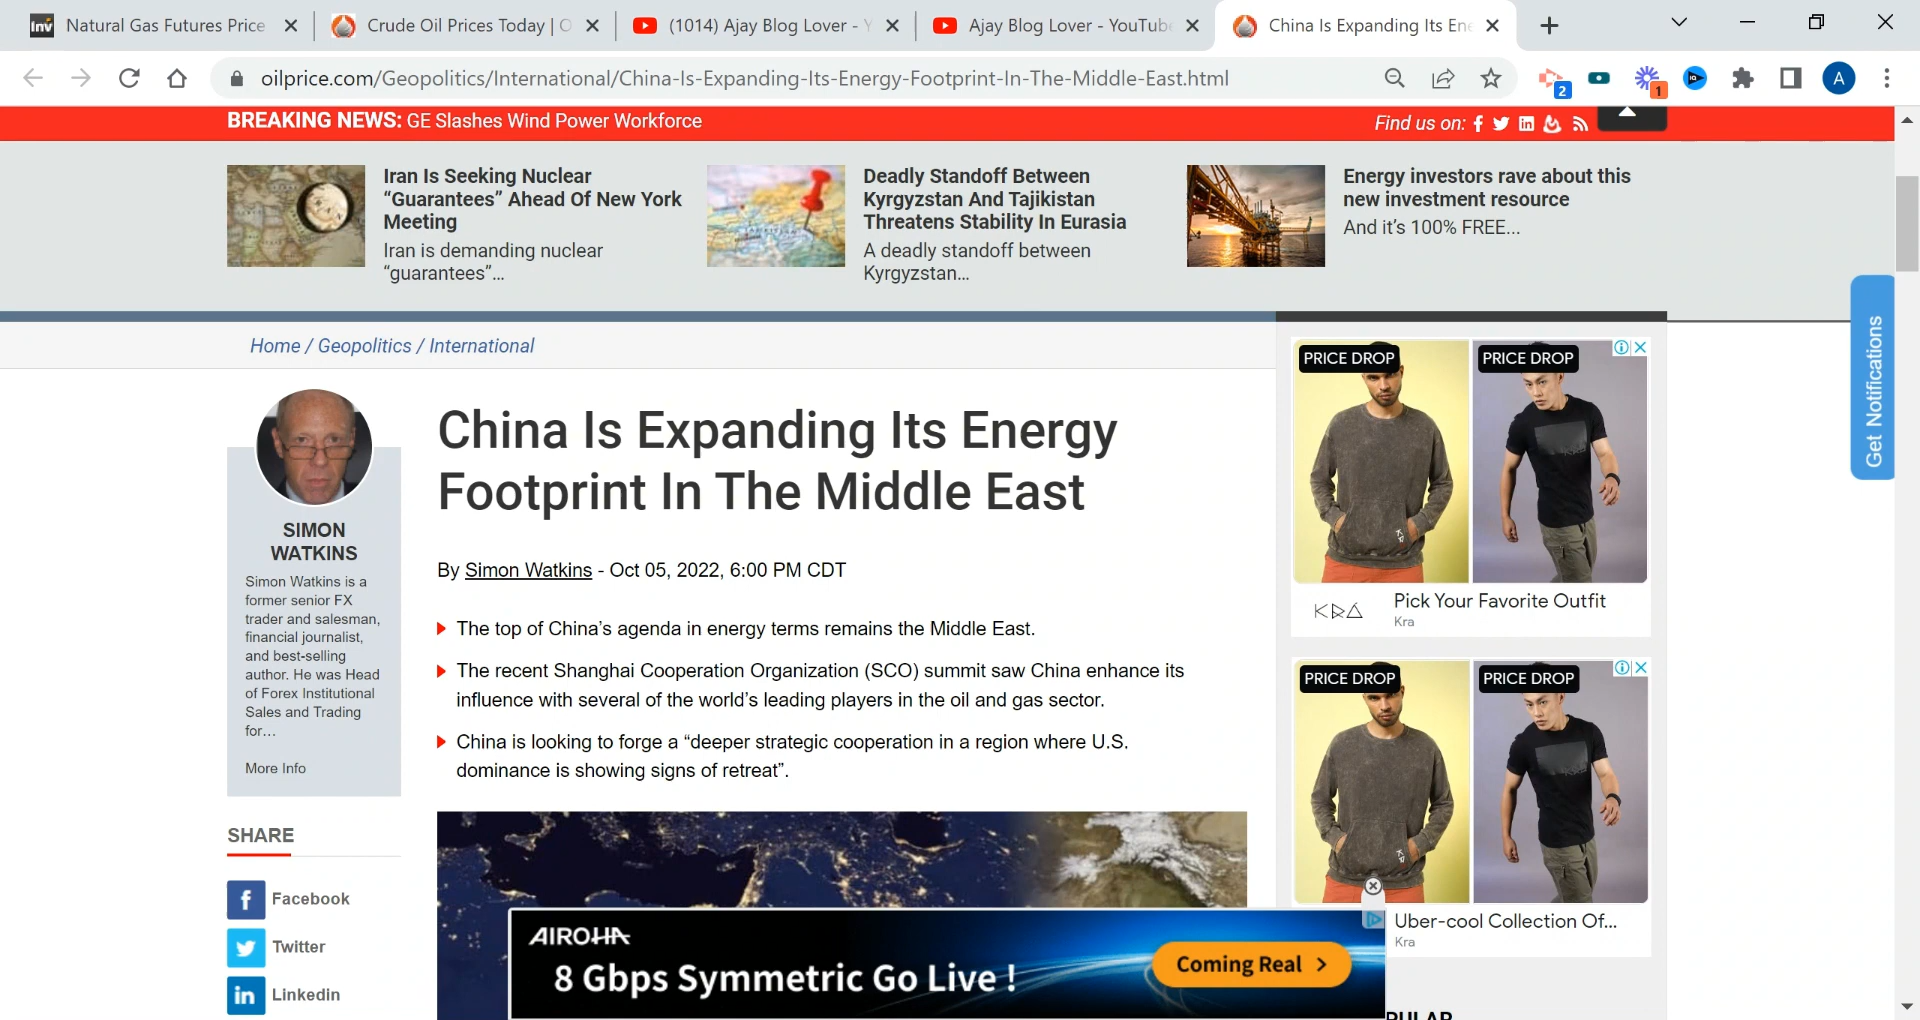 Natural Gas Futures Price
Crude Oil Prices Today | O
(1014) Ajay Blog Lover - Y
Ajay Blog Lover - YouTube
China Is Expanding Its Ene
oilprice.com/Geopolitics/International/China-Is-Expanding-Its-Energy-Footprint-In-The-Middle-East.html
2
1
A
BREAKING NEWS: GE Slashes Wind Power Workforce
Find us on:
Iran Is Seeking Nuclear
“Guarantees” Ahead Of New York
Meeting
Iran is demanding nuclear
“guarantees”...
Deadly Standoff Between
Kyrgyzstan And Tajikistan
Threatens Stability In Eurasia
A deadly standoff between
Kyrgyzstan...
Energy investors rave about this
new investment resource
And it's 100% FREE...
Get Notifications
Home / Geopolitics / International
SIMON
WATKINS
Simon Watkins is a
former senior FX
trader and salesman,
financial journalist,
and best-selling
author. He was Head
of Forex Institutional
Sales and Trading
for...
More Info
SHARE
Facebook
Twitter
Linkedin
China Is Expanding Its Energy
Footprint In The Middle East
By Simon Watkins - Oct 05, 2022, 6:00 PM CDT
The top of China’s agenda in energy terms remains the Middle East.
The recent Shanghai Cooperation Organization (SCO) summit saw China enhance its
influence with several of the world’s leading players in the oil and gas sector.
China is looking to forge a “deeper strategic cooperation in a region where U.S.
dominance is showing signs of retreat”.
AIROHA
8 Gbps Symmetric Go Live !
Coming Real >
PRICE DROP
PRICE DROP
KRA
Pick Your Favorite Outfit
Kra
PRICE DROP
PRICE DROP
Uber-cool Collection Of...
Kra